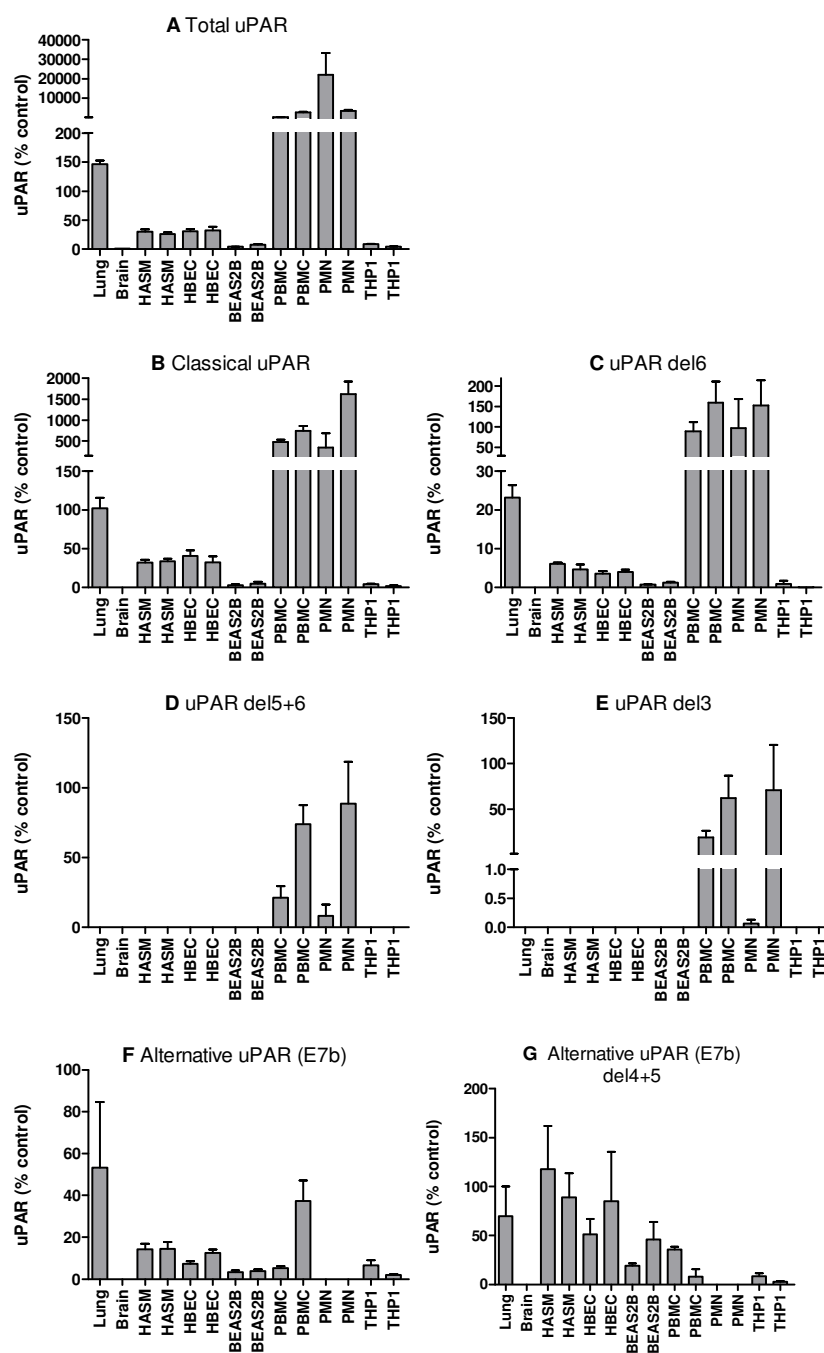 A Total uPAR
uPAR (% control)
40000
30000
20000
10000
200
150
100
50
0
Lung
Brain
HASM
HASM
HBEC
HBEC
BEAS2B
BEAS2B
PBMC
PBMC
PMN
PMN
THP1
THP1
B Classical uPAR
uPAR (% control)
2000
1500
1000
500
150
100
50
0
Lung
Brain
HASM
HASM
HBEC
HBEC
BEAS2B
BEAS2B
PBMC
PBMC
PMN
PMN
THP1
THP1
C uPAR del6
uPAR (% control)
200
150
100
50
30
20
10
0
Lung
Brain
HASM
HASM
HBEC
HBEC
BEAS2B
BEAS2B
PBMC
PBMC
PMN
PMN
THP1
THP1
D uPAR del5+6
uPAR (% control)
150
100
50
0
Lung
Brain
HASM
HASM
HBEC
HBEC
BEAS2B
BEAS2B
PBMC
PBMC
PMN
PMN
THP1
THP1
E uPAR del3
uPAR (% control)
150
100
50
1.0
0.5
0.0
Lung
Brain
HASM
HASM
HBEC
HBEC
BEAS2B
BEAS2B
PBMC
PBMC
PMN
PMN
THP1
THP1
F Alternative uPAR (E7b)
uPAR (% control)
100
80
60
40
20
0
Lung
Brain
HASM
HASM
HBEC
HBEC
BEAS2B
BEAS2B
PBMC
PBMC
PMN
PMN
THP1
THP1
G Alternative uPAR (E7b)
del4+5
uPAR (% control)
200
150
100
50
0
Lung
Brain
HASM
HASM
HBEC
HBEC
BEAS2B
BEAS2B
PBMC
PBMC
PMN
PMN
THP1
THP1